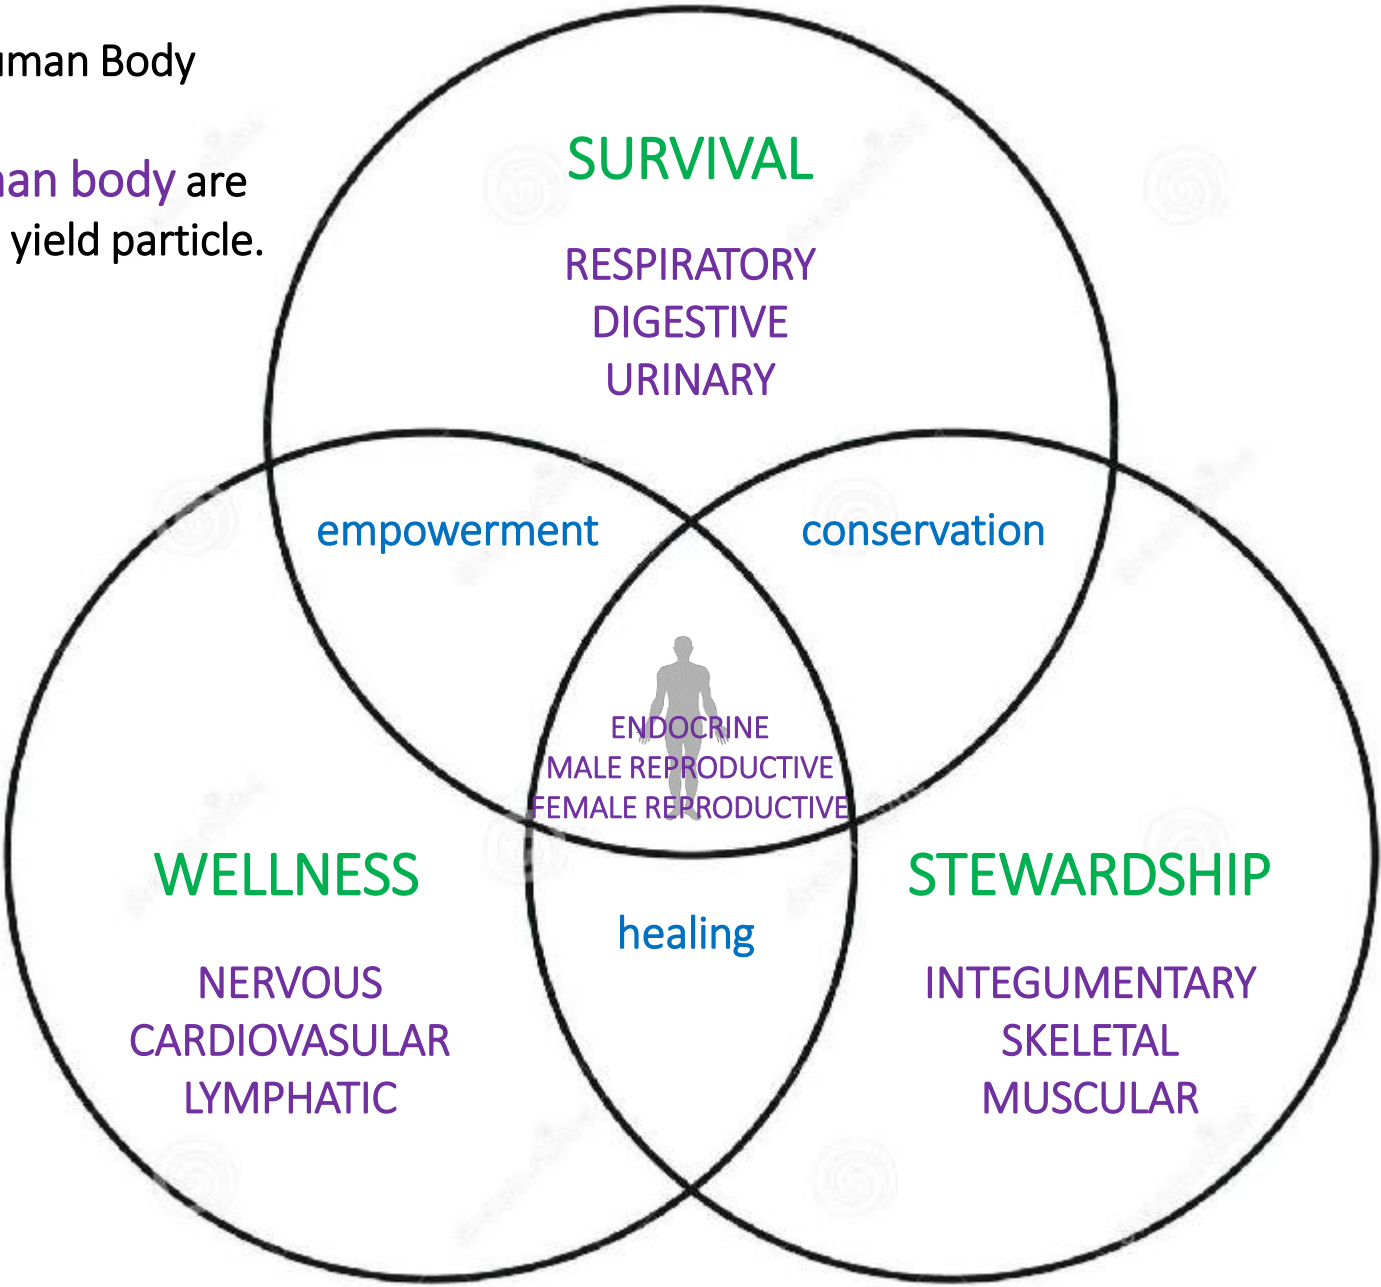 uman Body
nan body are
yield particle.
SURVIVAL
RESPIRATORY
DIGESTIVE
URINARY
empowerment
conservation
ENDOCRINE
MALE REPRODUCTIVE
FEMALE REPRODUCTIVE
WELLNESS
NERVOUS
CARDIOVASULAR
LYMPHATIC
healing
STEWARDSHIP
INTEGUMENTARY
SKELETAL
MUSCULAR